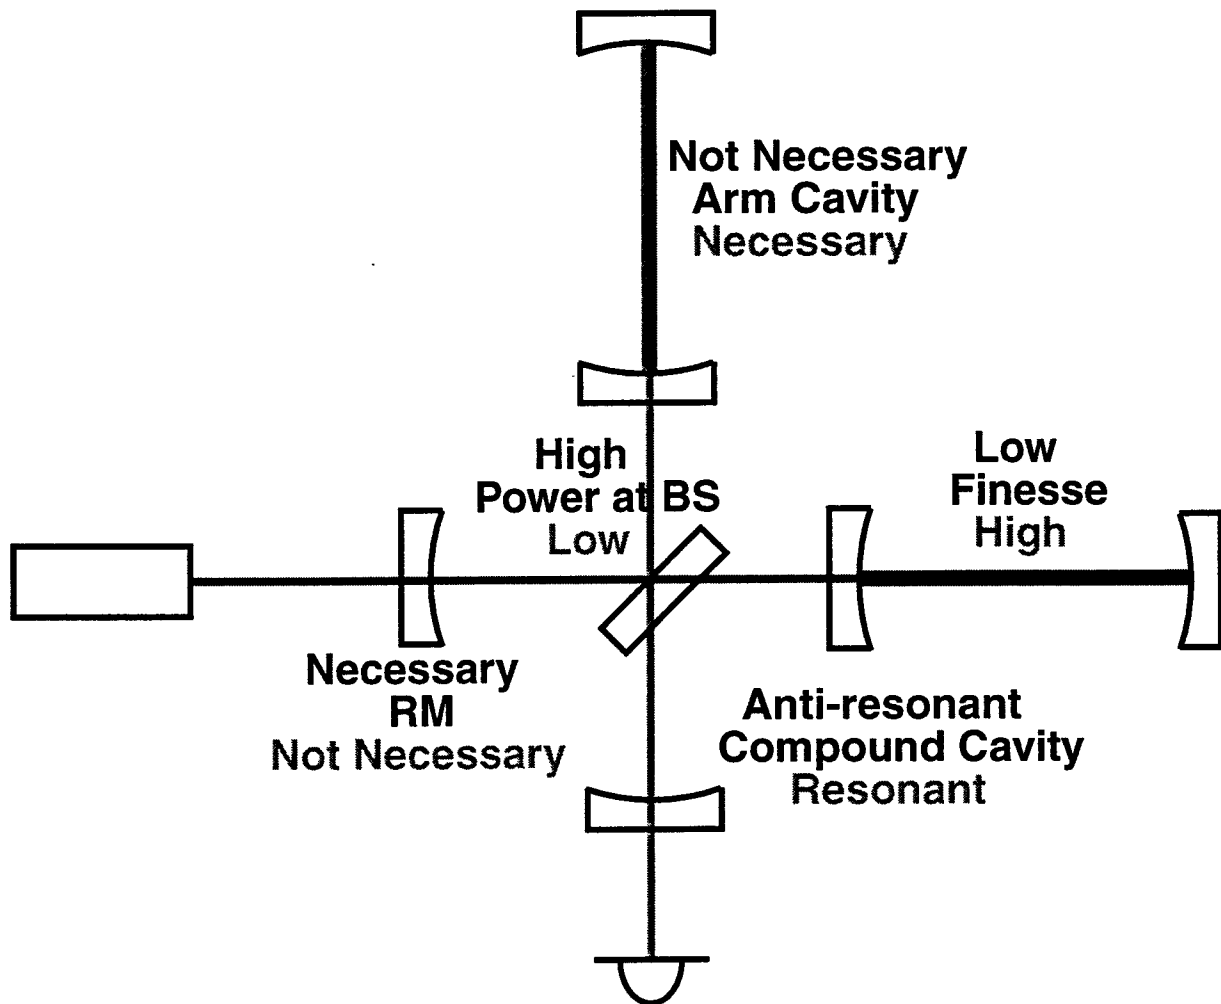 Not Necessary
Arm Cavity
Necessary
High
Power at BS
Low
Low
Finesse
High
Necessary
RM
Not Necessary
Anti-resonant
Compound Cavity
Resonant